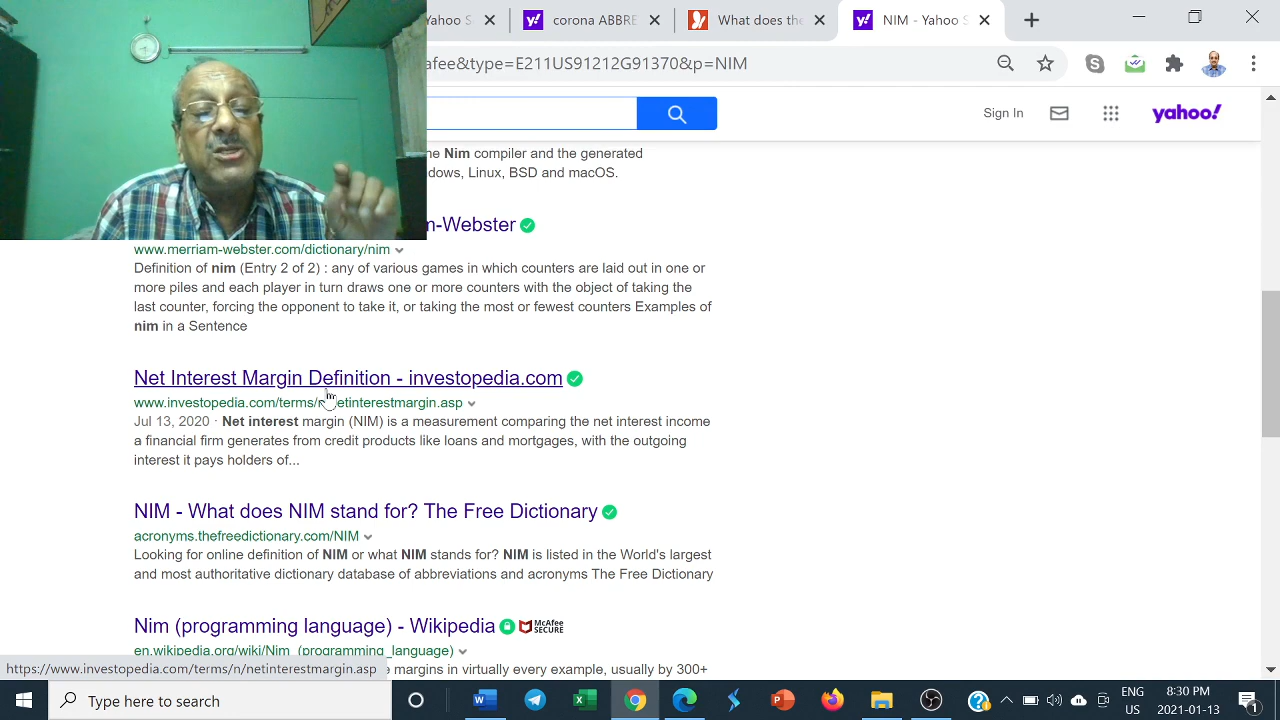 Yahoo S
corona ABBRE
What does the
NIM - Yahoo S
afee&type=E211US91212G91370&p=NIM
Sign In
yahoo!
Nim compiler and the generated
dows, Linux, BSD and macOS.
m-Webster
www.merriam-webster.com/dictionary/nim
Definition of nim (Entry 2 of 2) : any of various games in which counters are laid out in one or
more piles and each player in turn draws one or more counters with the object of taking the
last counter, forcing the opponent to take it, or taking the most or fewest counters Examples of
nim in a Sentence
Net Interest Margin Definition - investopedia.com
www.investopedia.com/terms/n/netinterestmargin.asp
Jul 13, 2020 · Net interest margin (NIM) is a measurement comparing the net interest income
a financial firm generates from credit products like loans and mortgages, with the outgoing
interest it pays holders of...
NIM - What does NIM stand for? The Free Dictionary
acronyms.thefreedictionary.com/NIM
Looking for online definition of NIM or what NIM stands for? NIM is listed in the World's largest
and most authoritative dictionary database of abbreviations and acronyms The Free Dictionary
Nim (programming language) - Wikipedia
McAfee
SECURE
en.wikipedia.org/wiki/Nim_(programming_language)
margins in virtually every example, usually by 300+
https://www.investopedia.com/terms/n/netinterestmargin.asp
Type here to search
ENG
US
8:30 PM
2021-01-13
1